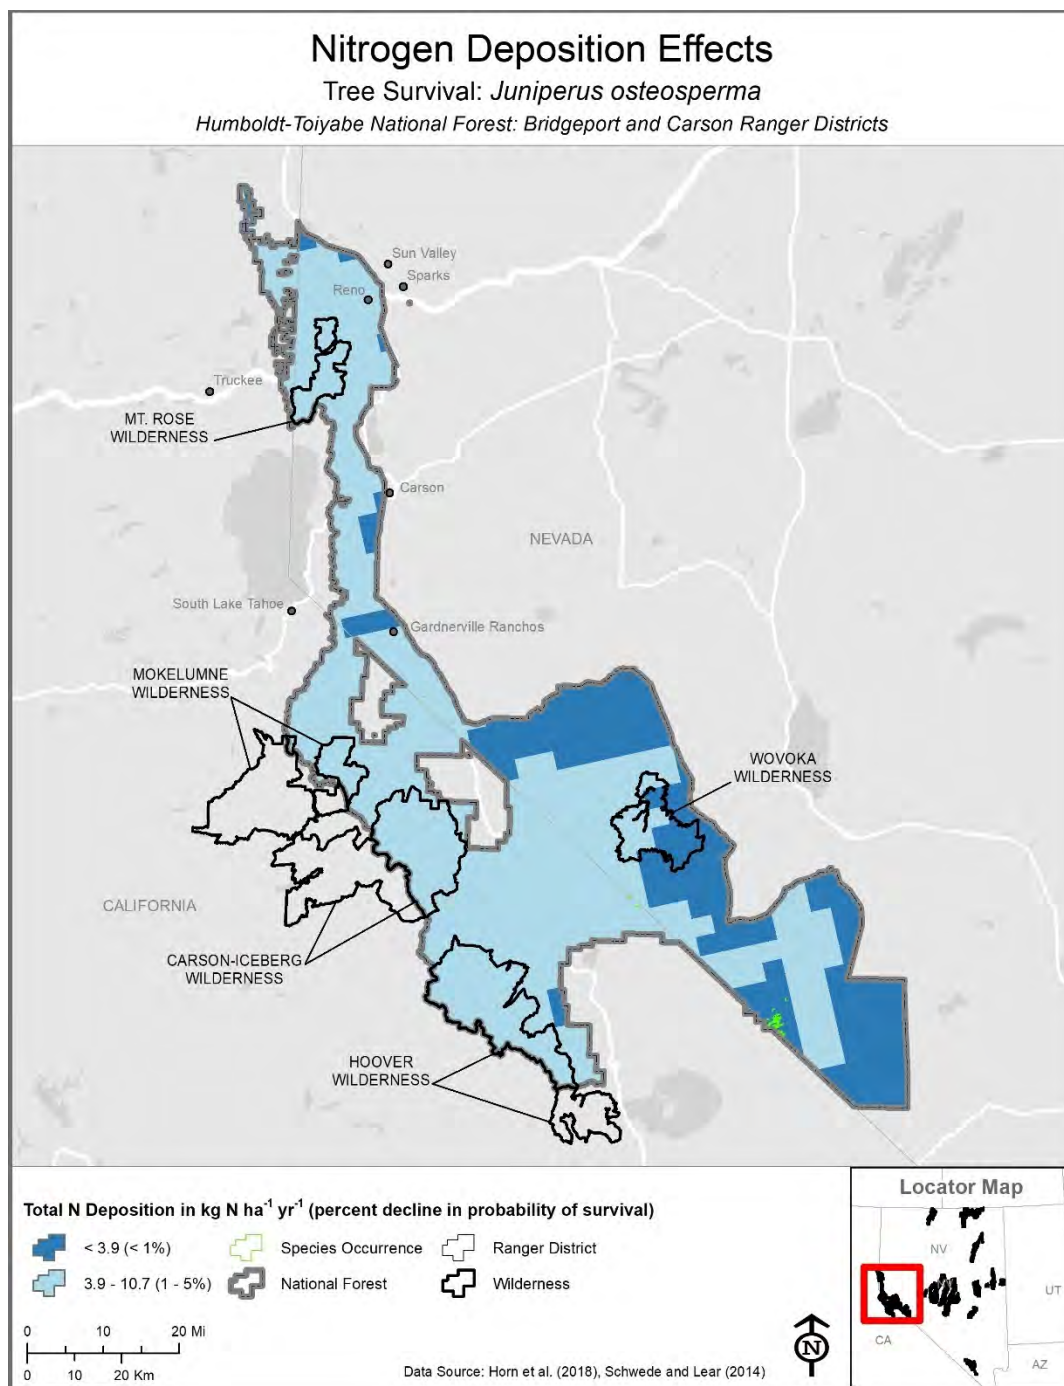 Nitrogen Deposition Effects
Tree Survival: Juniperus osteosperma
Humboldt-Toiyabe National Forest: Bridgeport and Carson Ranger Districts
Sun Valley
Sparks
Reno
Truckee
MT. ROSE
WILDERNESS
Carson
NEVADA
South Lake Tahoe
Gardnerville Ranchos
MOKELUMNE
WILDERNESS
WOVOKA
WILDERNESS
CALIFORNIA
CARSON-ICEBERG
WILDERNESS
HOOVER
WILDERNESS
Total N Deposition in kg N ha⁻¹ yr⁻¹ (percent decline in probability of survival)
< 3.9 (< 1%)
Species Occurrence
Ranger District
3.9 - 10.7 (1 - 5%)
National Forest
Wilderness
0 10 20 Mi
0 10 20 Km
Data Source: Horn et al. (2018), Schwede and Lear (2014)
N
Locator Map
NV
UT
CA
AZ